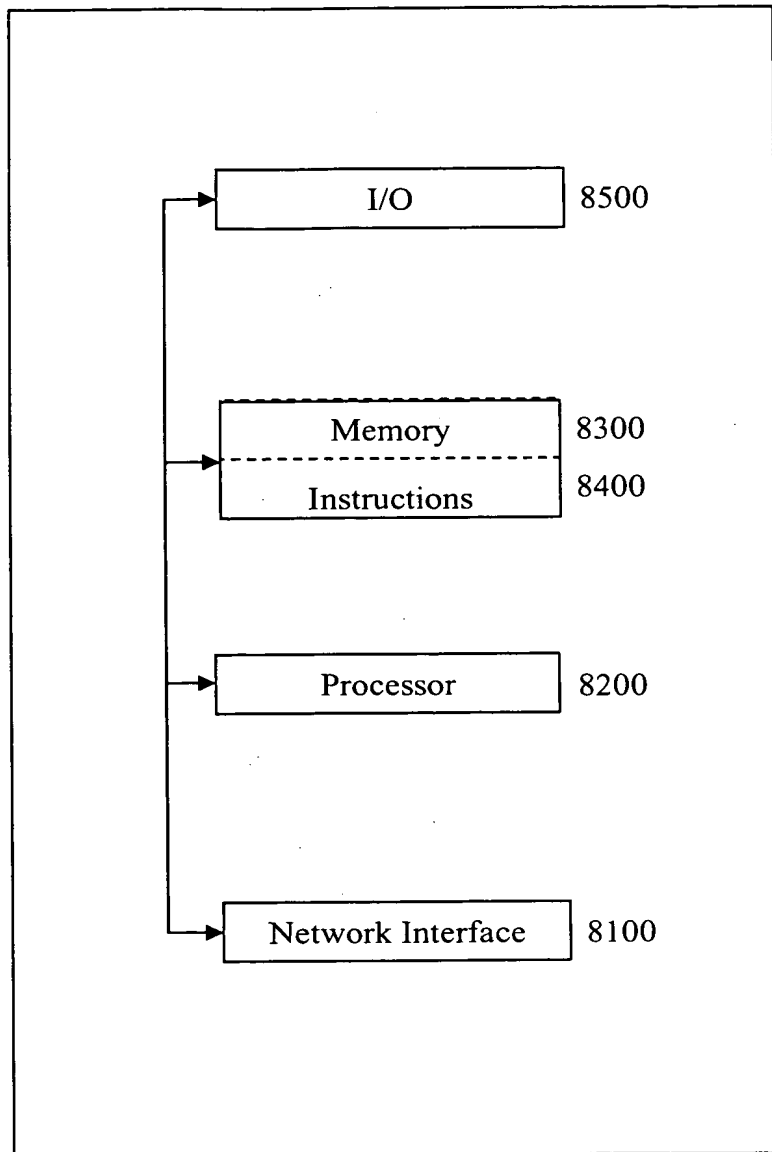 I/O 8500
Memory 8300
Instructions 8400
Processor 8200
Network Interface 8100